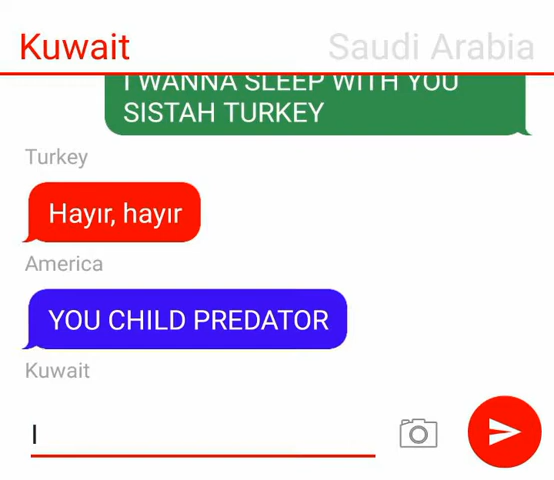 Kuwait
Saudi Arabia
I WANNA SLEEP WITH YOU
SISTAH TURKEY
Turkey
Hayır, hayır
America
YOU CHILD PREDATOR
Kuwait
I